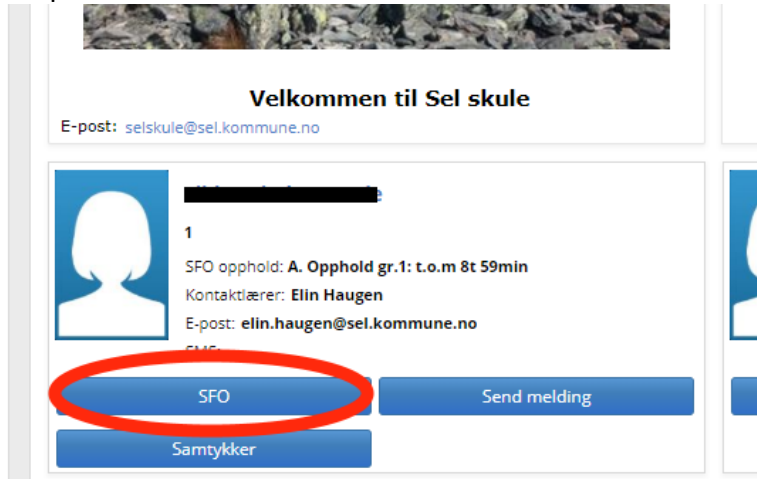 Velkommen til Sel skule
E-post: selskule@sel.kommune.no
1
SFO opphold: A. Opphold gr.1: t.o.m 8t 59min
Kontaktlærer: Elin Haugen
E-post: elin.haugen@sel.kommune.no
SFO
Send melding
Samtykker